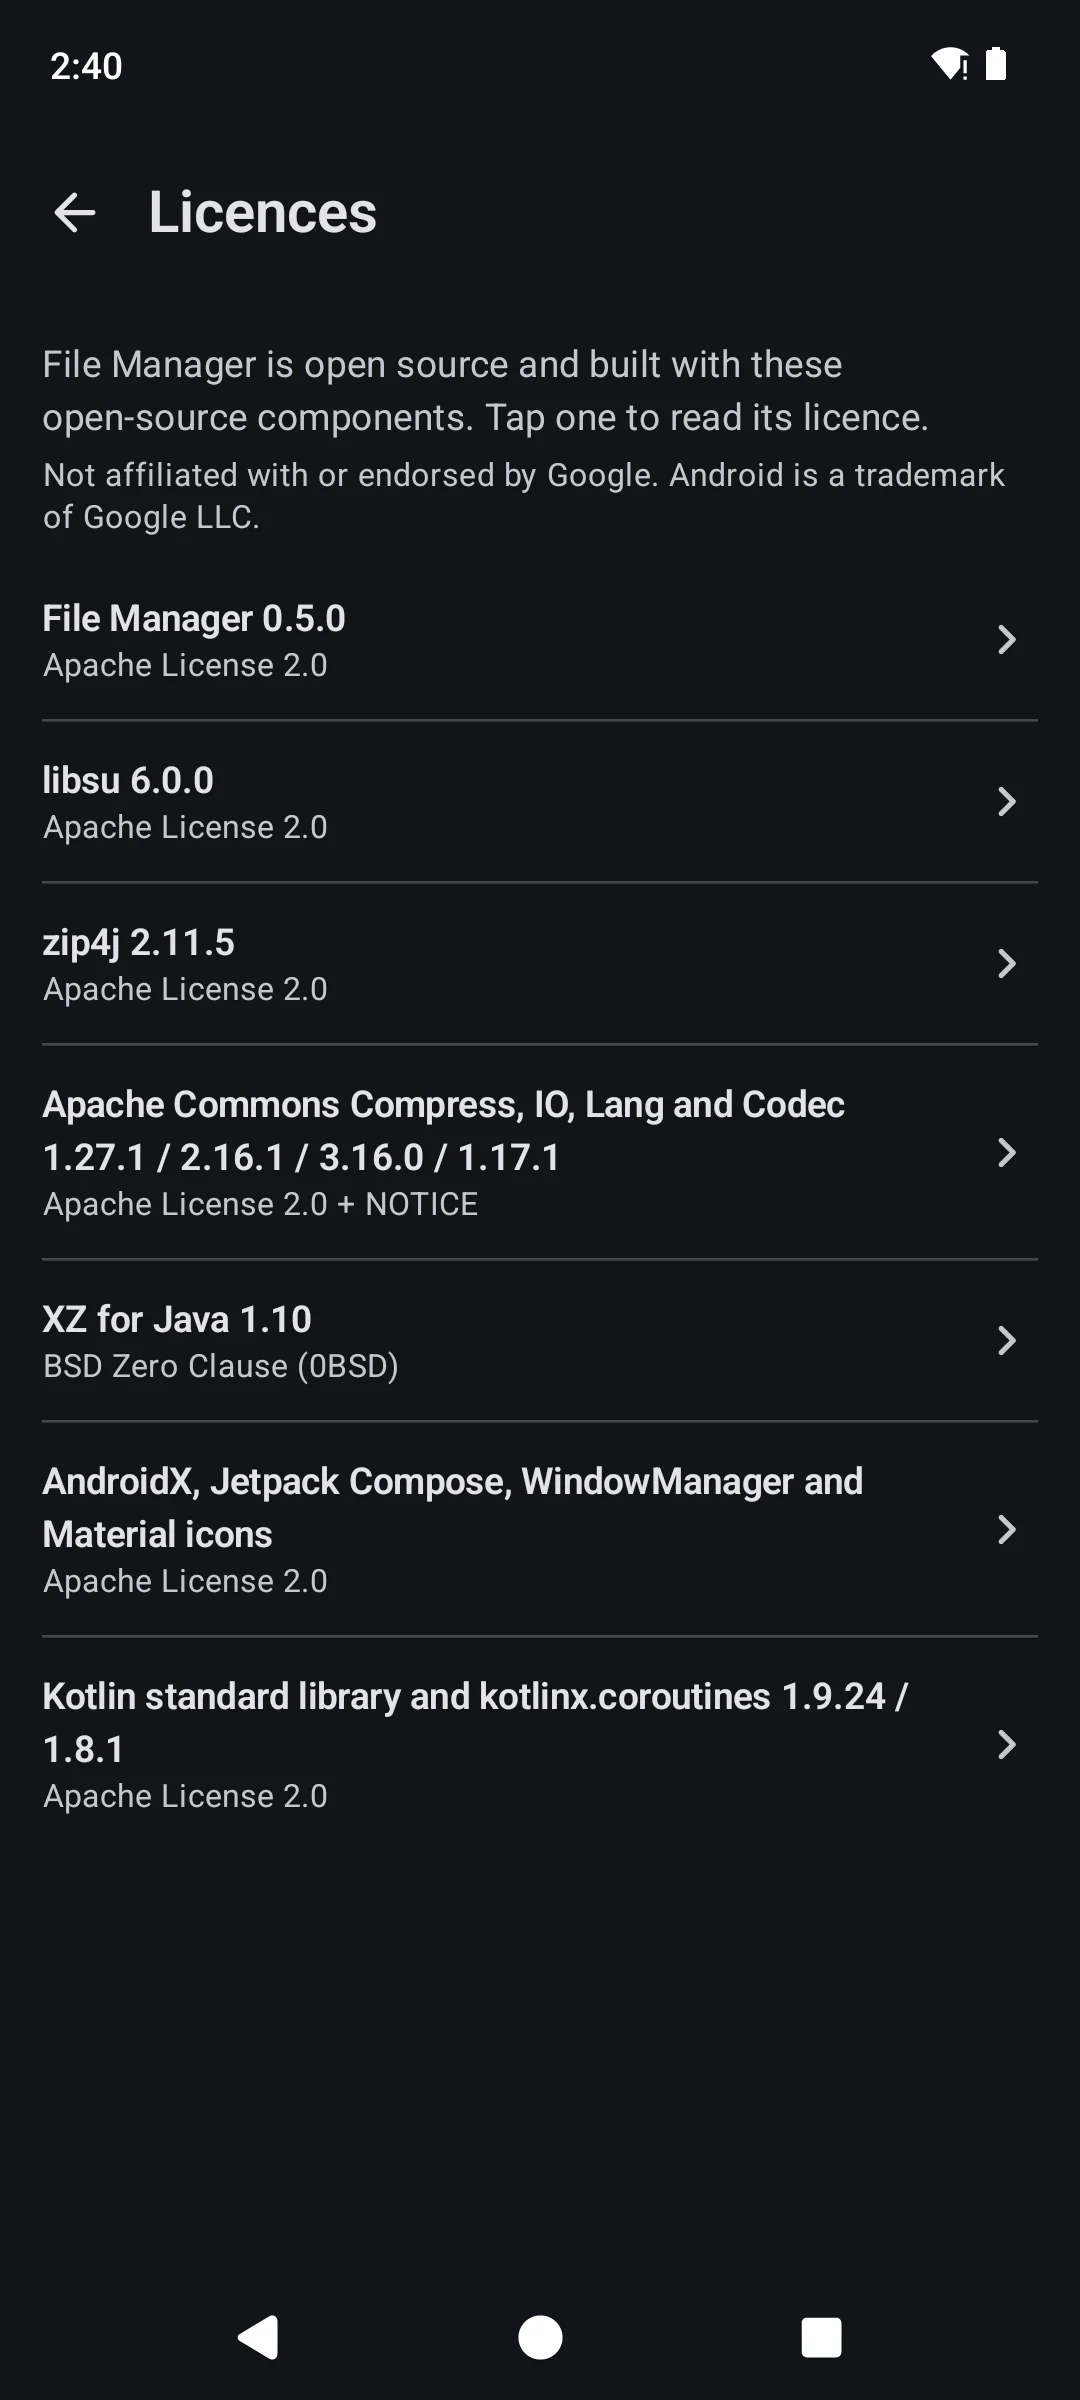 2:40
Licences
File Manager is open source and built with these
open-source components. Tap one to read its licence.
Not affiliated with or endorsed by Google. Android is a trademark
of Google LLC.
File Manager 0.5.0
Apache License 2.0
libsu 6.0.0
Apache License 2.0
zip4j 2.11.5
Apache License 2.0
Apache Commons Compress, IO, Lang and Codec
1.27.1 / 2.16.1 / 3.16.0 / 1.17.1
Apache License 2.0 + NOTICE
XZ for Java 1.10
BSD Zero Clause (0BSD)
AndroidX, Jetpack Compose, WindowManager and
Material icons
Apache License 2.0
Kotlin standard library and kotlinx.coroutines 1.9.24 /
1.8.1
Apache License 2.0